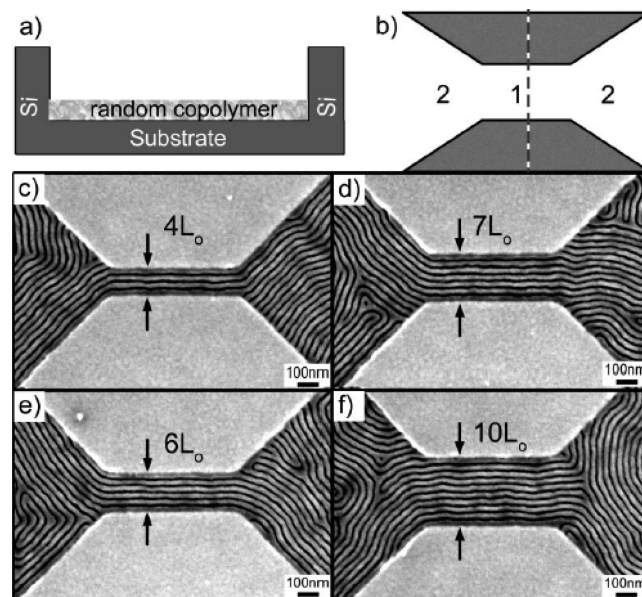 a)
Si
random copolymer
Si
Substrate
b)
2
1
2
c)
4Lo
100nm
d)
7Lo
100nm
e)
6Lo
100nm
f)
10Lo
100nm